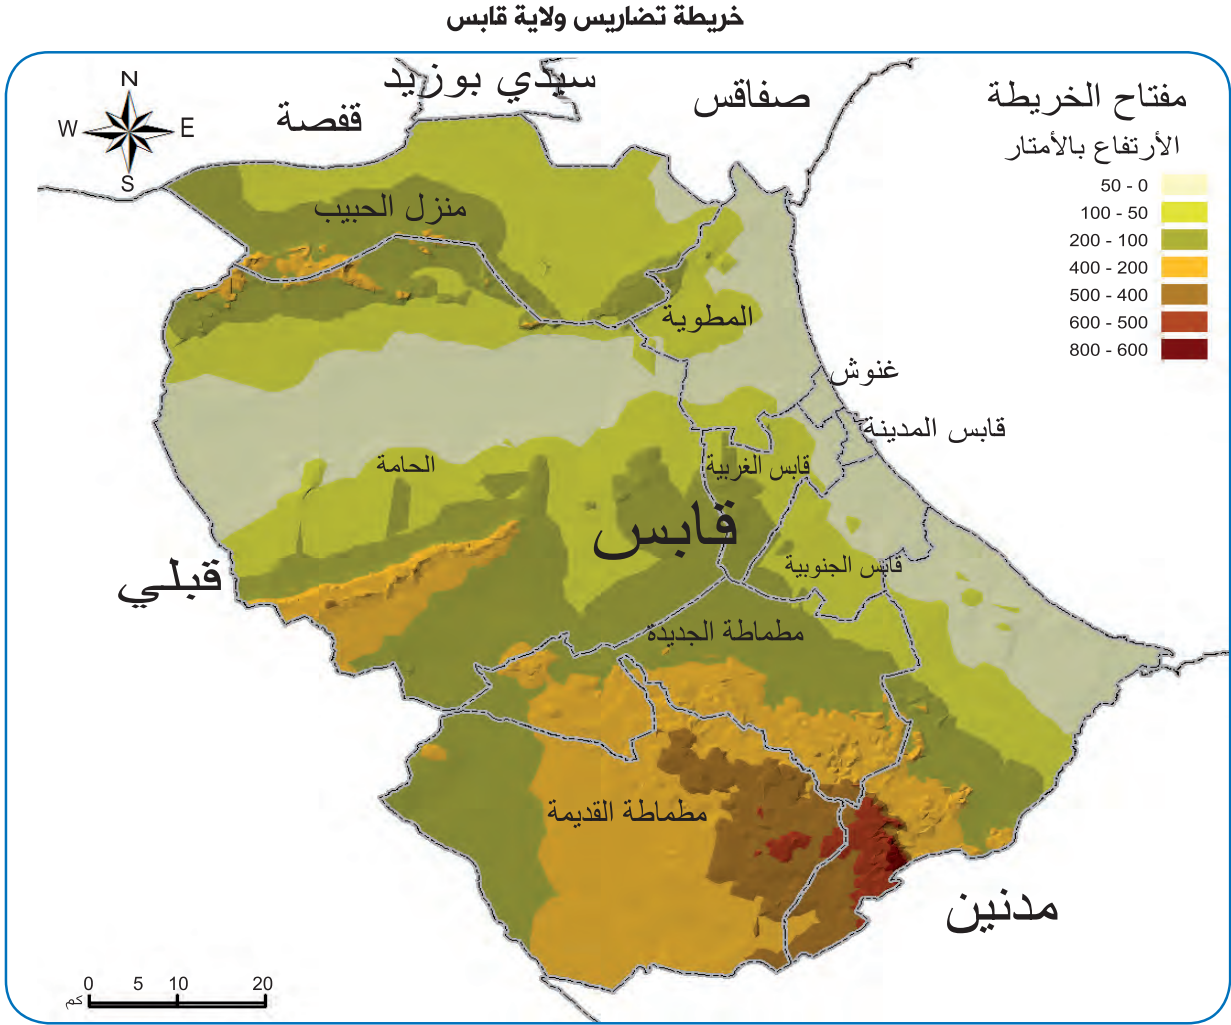 خريطة تضاريس ولاية قابس
سيدي بوزيد
صفاقس
قفصة
N
W
E
S
مفتاح الخريطة
الأرتفاع بالأمتار
50 - 0
100 - 50
200 - 100
400 - 200
500 - 400
600 - 500
800 - 600
منزل الحبيب
المطوية
غنوش
قابس المدينة
الحامة
قابس الغربية
قابس
قابس الجنوبية
قبلي
مطماطة الجديدة
مطماطة القديمة
مدنين
0 5 10 20
كم